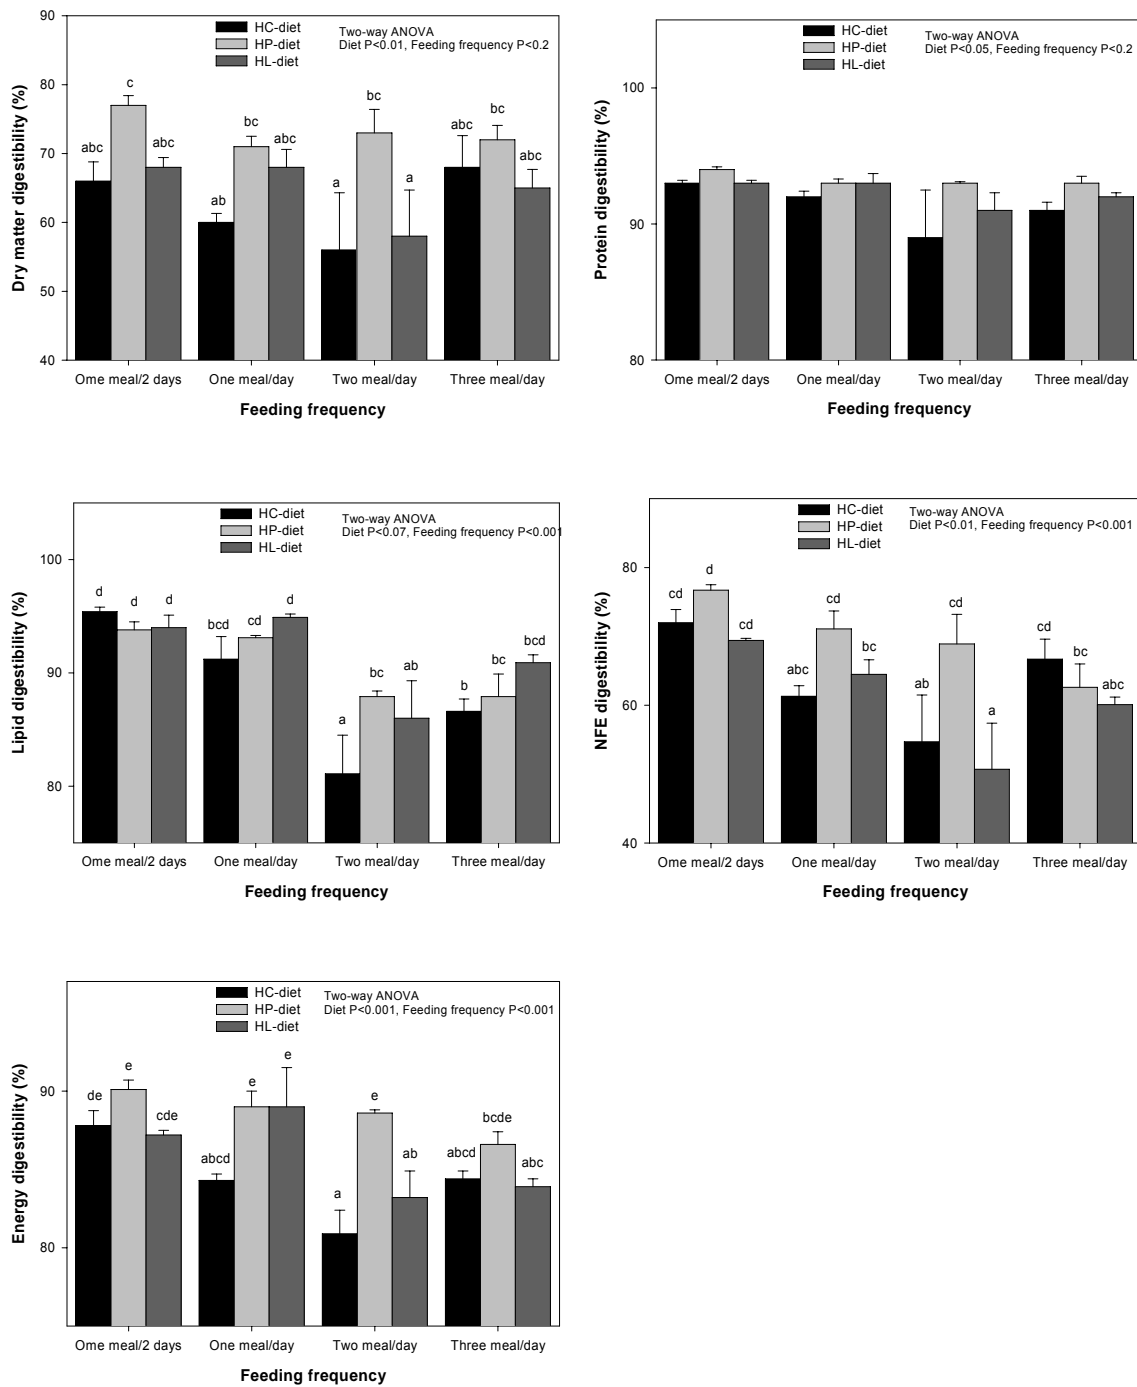 90
80
70
60
50
40
Dry matter digestibility (%)
HC-diet
HP-diet
HL-diet
Two-way ANOVA
Diet P<0.01, Feeding frequency P<0.2
abc
c
abc
ab
bc
abc
a
bc
a
abc
bc
abc
Ome meal/2 days
One meal/day
Two meal/day
Three meal/day
Feeding frequency
100
90
80
Protein digestibility (%)
HC-diet
HP-diet
HL-diet
Two-way ANOVA
Diet P<0.05, Feeding frequency P<0.2
Ome meal/2 days
One meal/day
Two meal/day
Three meal/day
Feeding frequency
100
90
80
Lipid digestibility (%)
HC-diet
HP-diet
HL-diet
Two-way ANOVA
Diet P<0.07, Feeding frequency P<0.001
d
d
d
bcd
cd
d
a
bc
ab
b
bc
bcd
Ome meal/2 days
One meal/day
Two meal/day
Three meal/day
Feeding frequency
80
60
40
NFE digestibility (%)
HC-diet
HP-diet
HL-diet
Two-way ANOVA
Diet P<0.01, Feeding frequency P<0.001
cd
d
cd
abc
cd
bc
ab
cd
a
cd
bc
abc
Ome meal/2 days
One meal/day
Two meal/day
Three meal/day
Feeding frequency
90
80
Energy digestibility (%)
HC-diet
HP-diet
HL-diet
Two-way ANOVA
Diet P<0.001, Feeding frequency P<0.001
de
e
cde
abcd
e
e
a
e
ab
abcd
bcde
abc
Ome meal/2 days
One meal/day
Two meal/day
Three meal/day
Feeding frequency